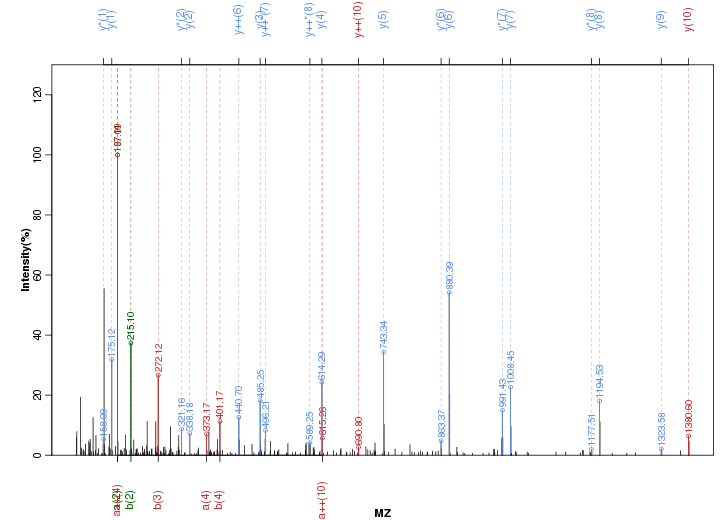 y*(1)
y(1)
y*(2)
y(2)
y++(6)
y(3)
y++(7)
y++*(8)
y(4)
y++(10)
y(5)
y*(6)
y(6)
y*(7)
y(7)
y*(8)
y(8)
y(9)
y(10)
Intensity(%)
0
20
40
60
80
100
120
158.09
175.12
215.10
272.12
321.16
338.18
373.17
401.17
440.70
485.25
496.21
589.25
614.29
615.28
690.80
743.34
863.37
880.39
991.43
1008.45
1177.51
1194.53
1323.58
1380.60
b(2)
b(3)
a(4)
b(4)
a++(10)
MZ